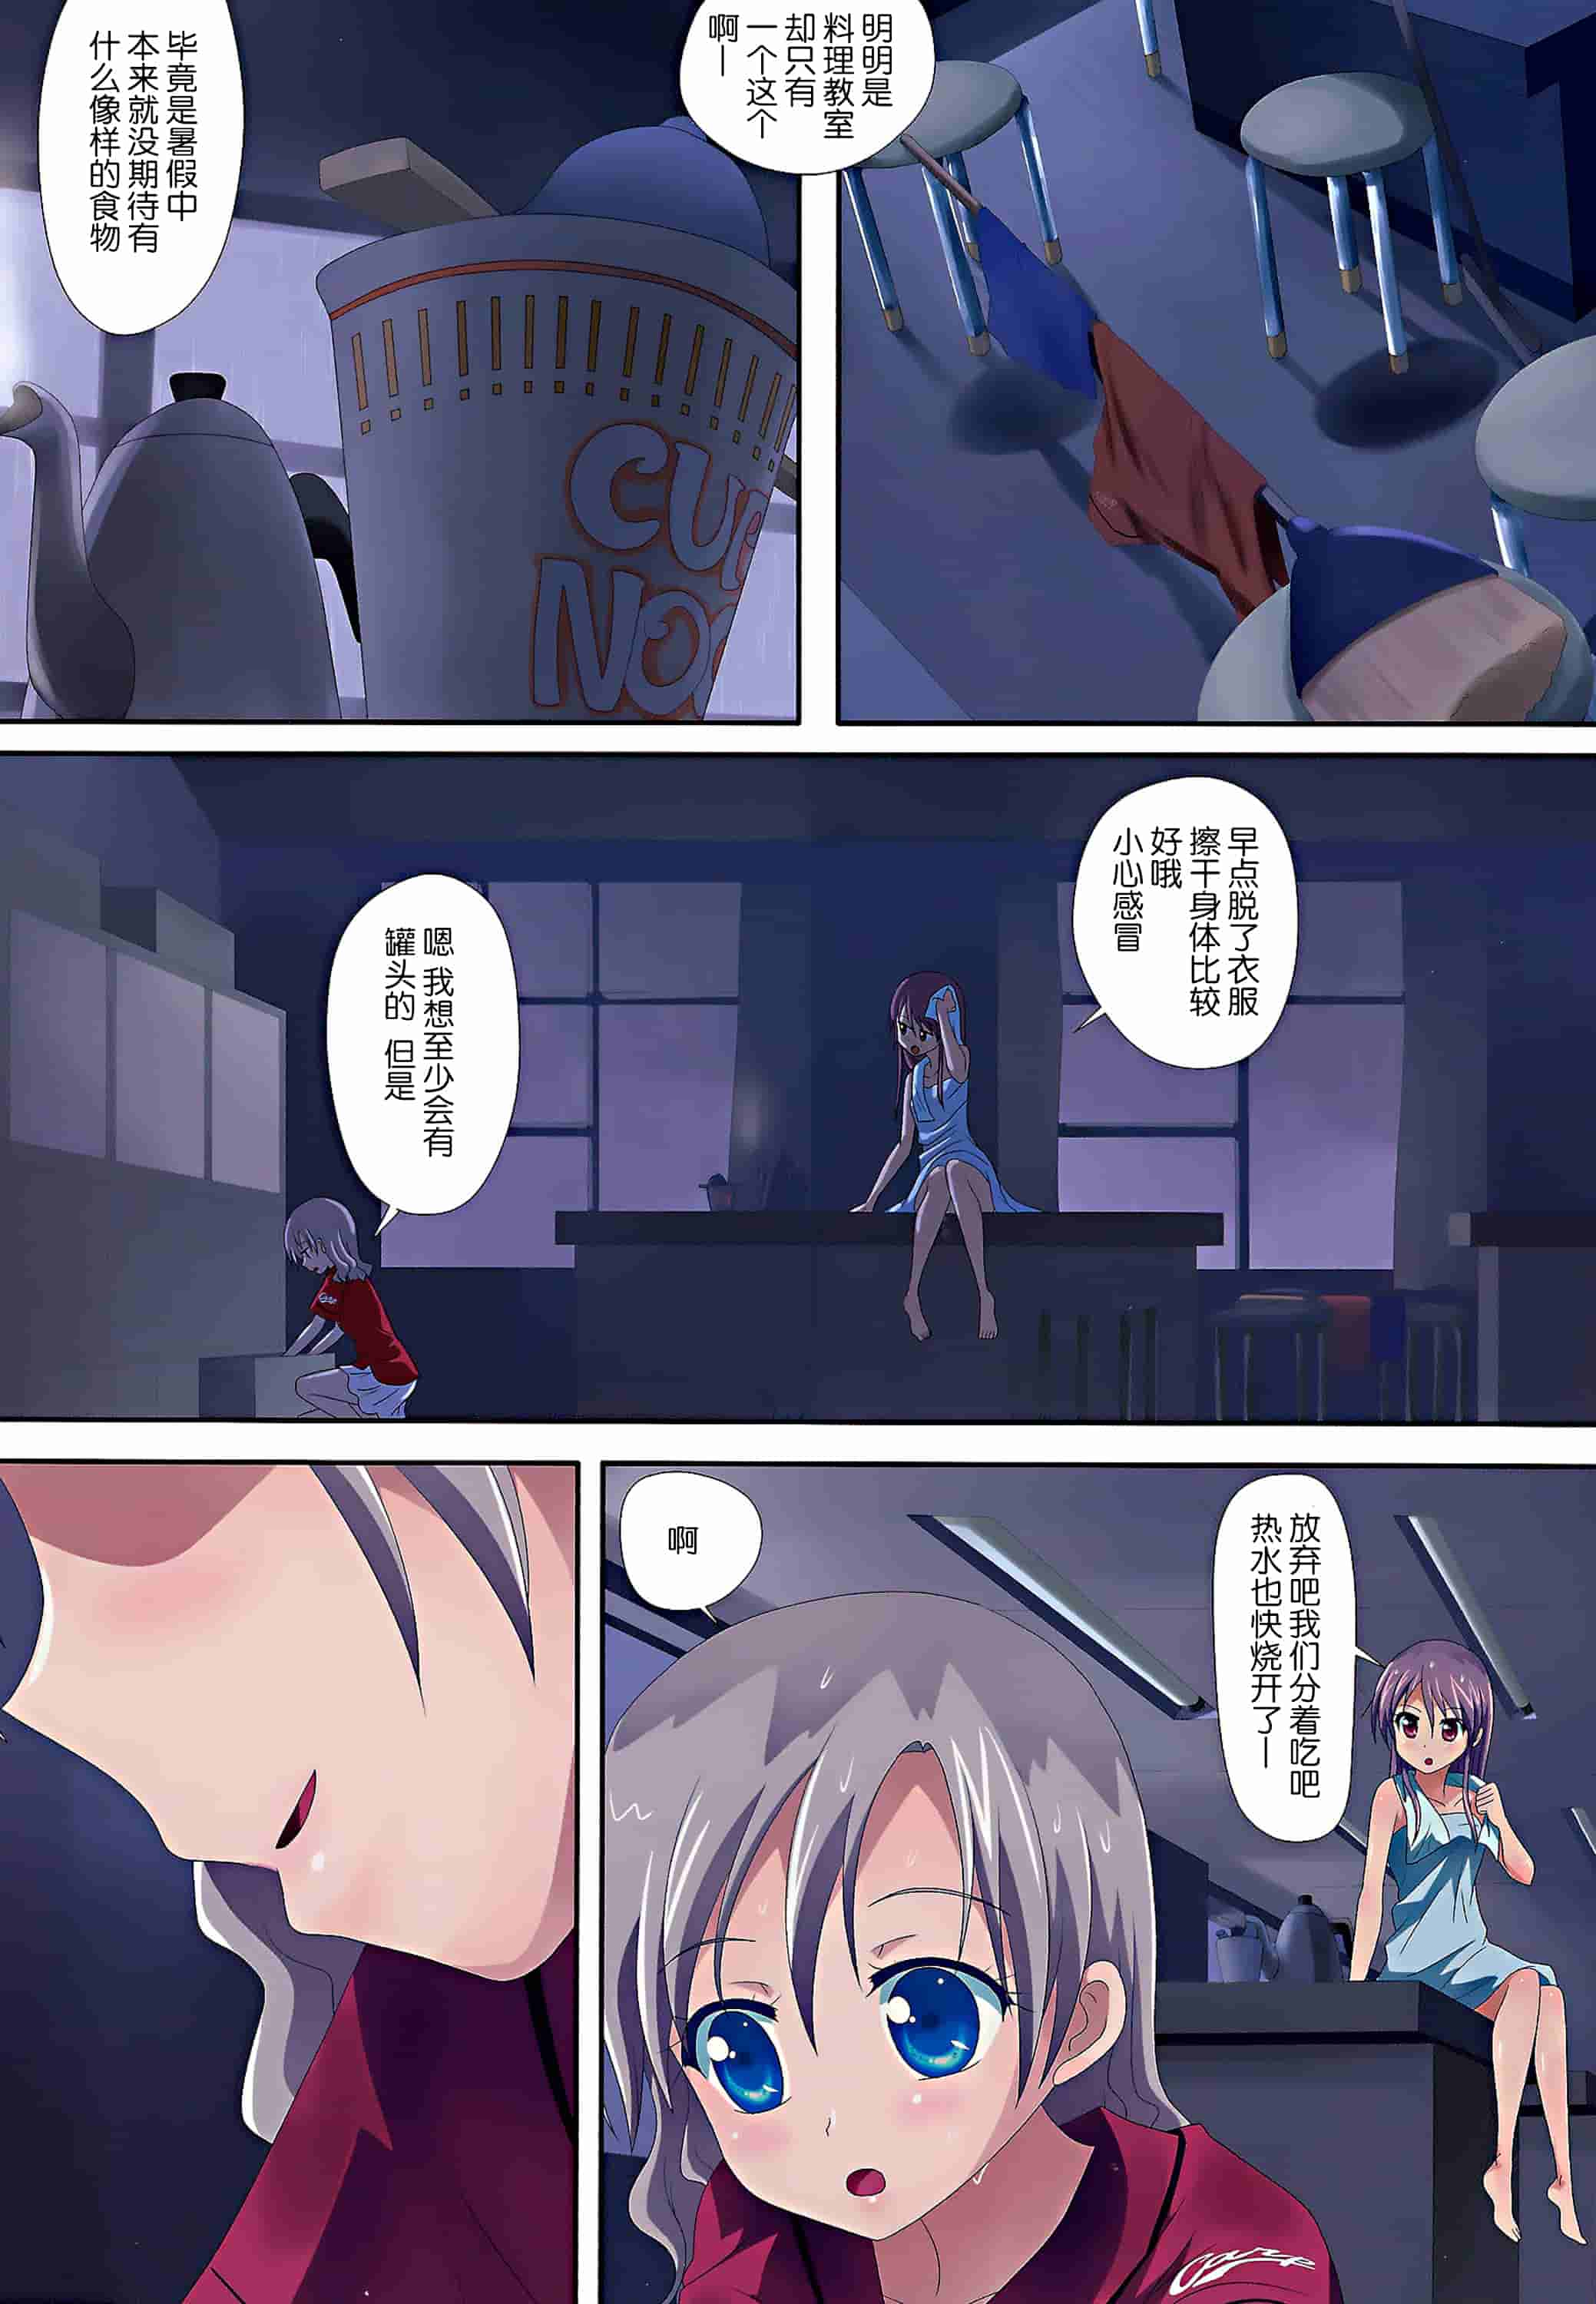 明明是
料理教室
却只有
一个这个
啊—
毕竟是暑假中
本来就没期待有
什么像样的食物
CUP
NOO
早点脱了衣服
擦干身体比较
好哦
小心感冒
嗯 我想至少会有
罐头的 但是
Carp
放弃吧我们分着吃吧
热水也快烧开了—
啊
Carp